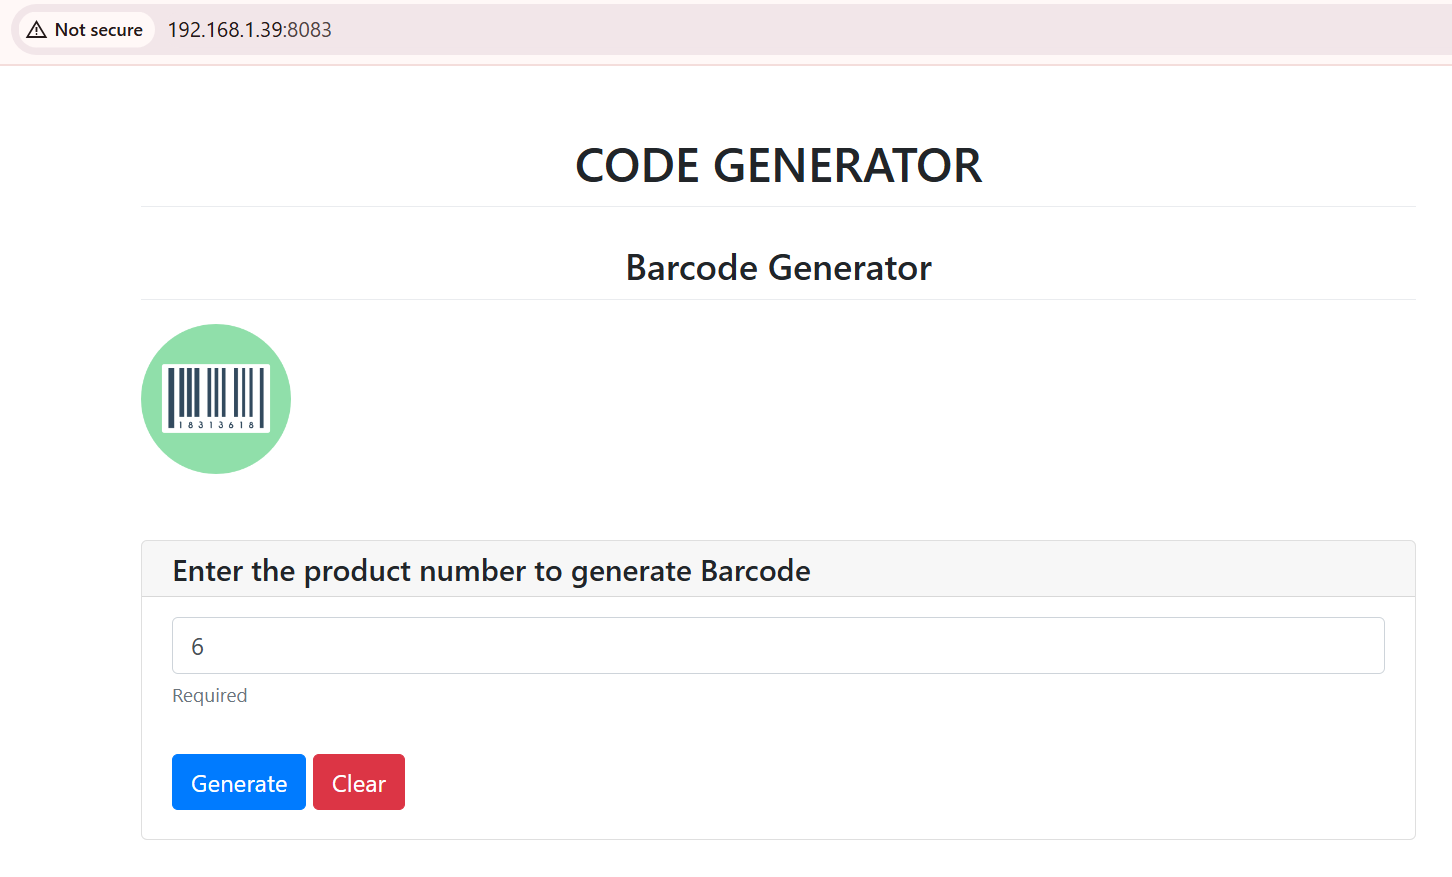 Not secure 192.168.1.39:8083
CODE GENERATOR
Barcode Generator
18313618
Enter the product number to generate Barcode
6
Required
Generate Clear